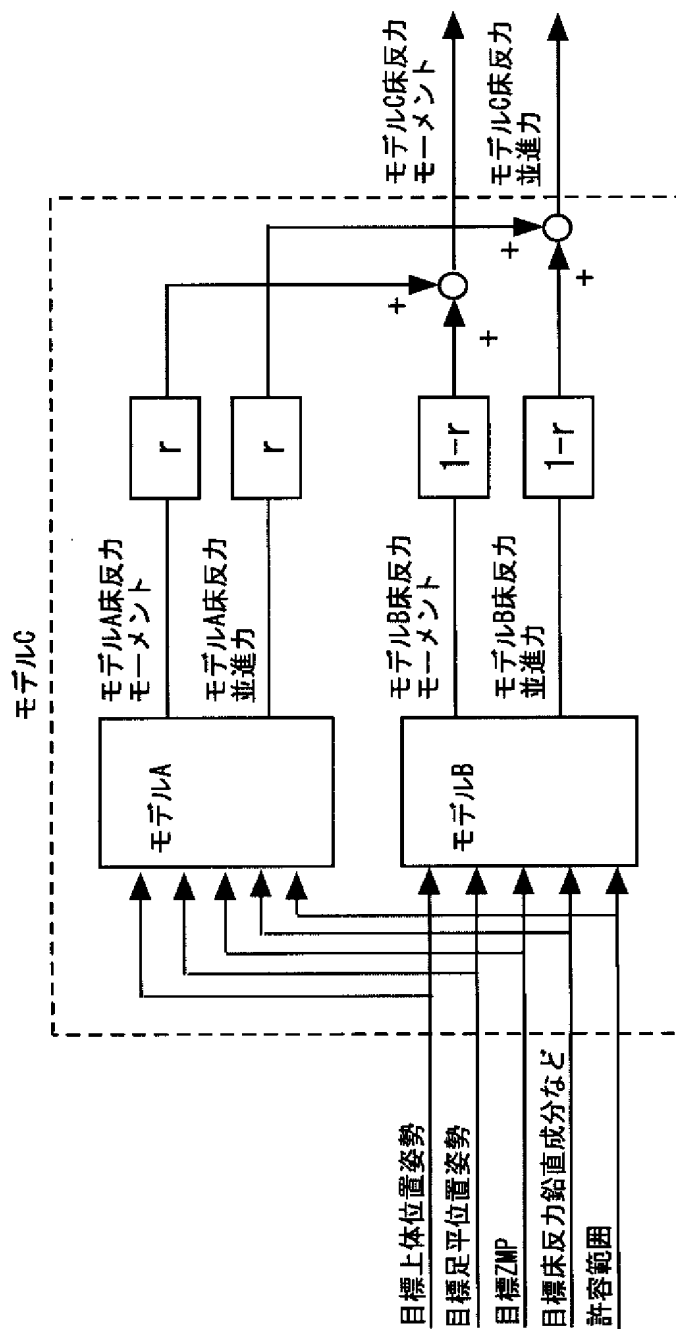 モデルC
目標上体位置姿勢
目標足平位置姿勢
目標ZMP
目標床反力鉛直成分など
許容範囲
モデルA
モデルA床反力
モーメント
モデルA床反力
並進力
r
r
モデルB
モデルB床反力
モーメント
モデルB床反力
並進力
1-r
1-r
+
+
+
+
モデルC床反力
モーメント
モデルC床反力
並進力